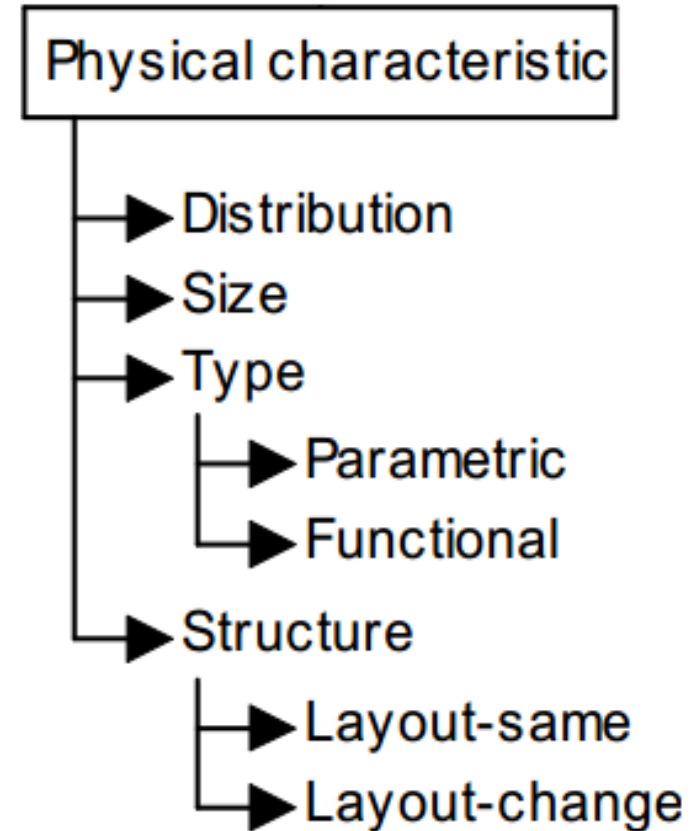 Physical characteristic
Distribution
Size
Type
Parametric
Functional
Structure
Layout-same
Layout-change